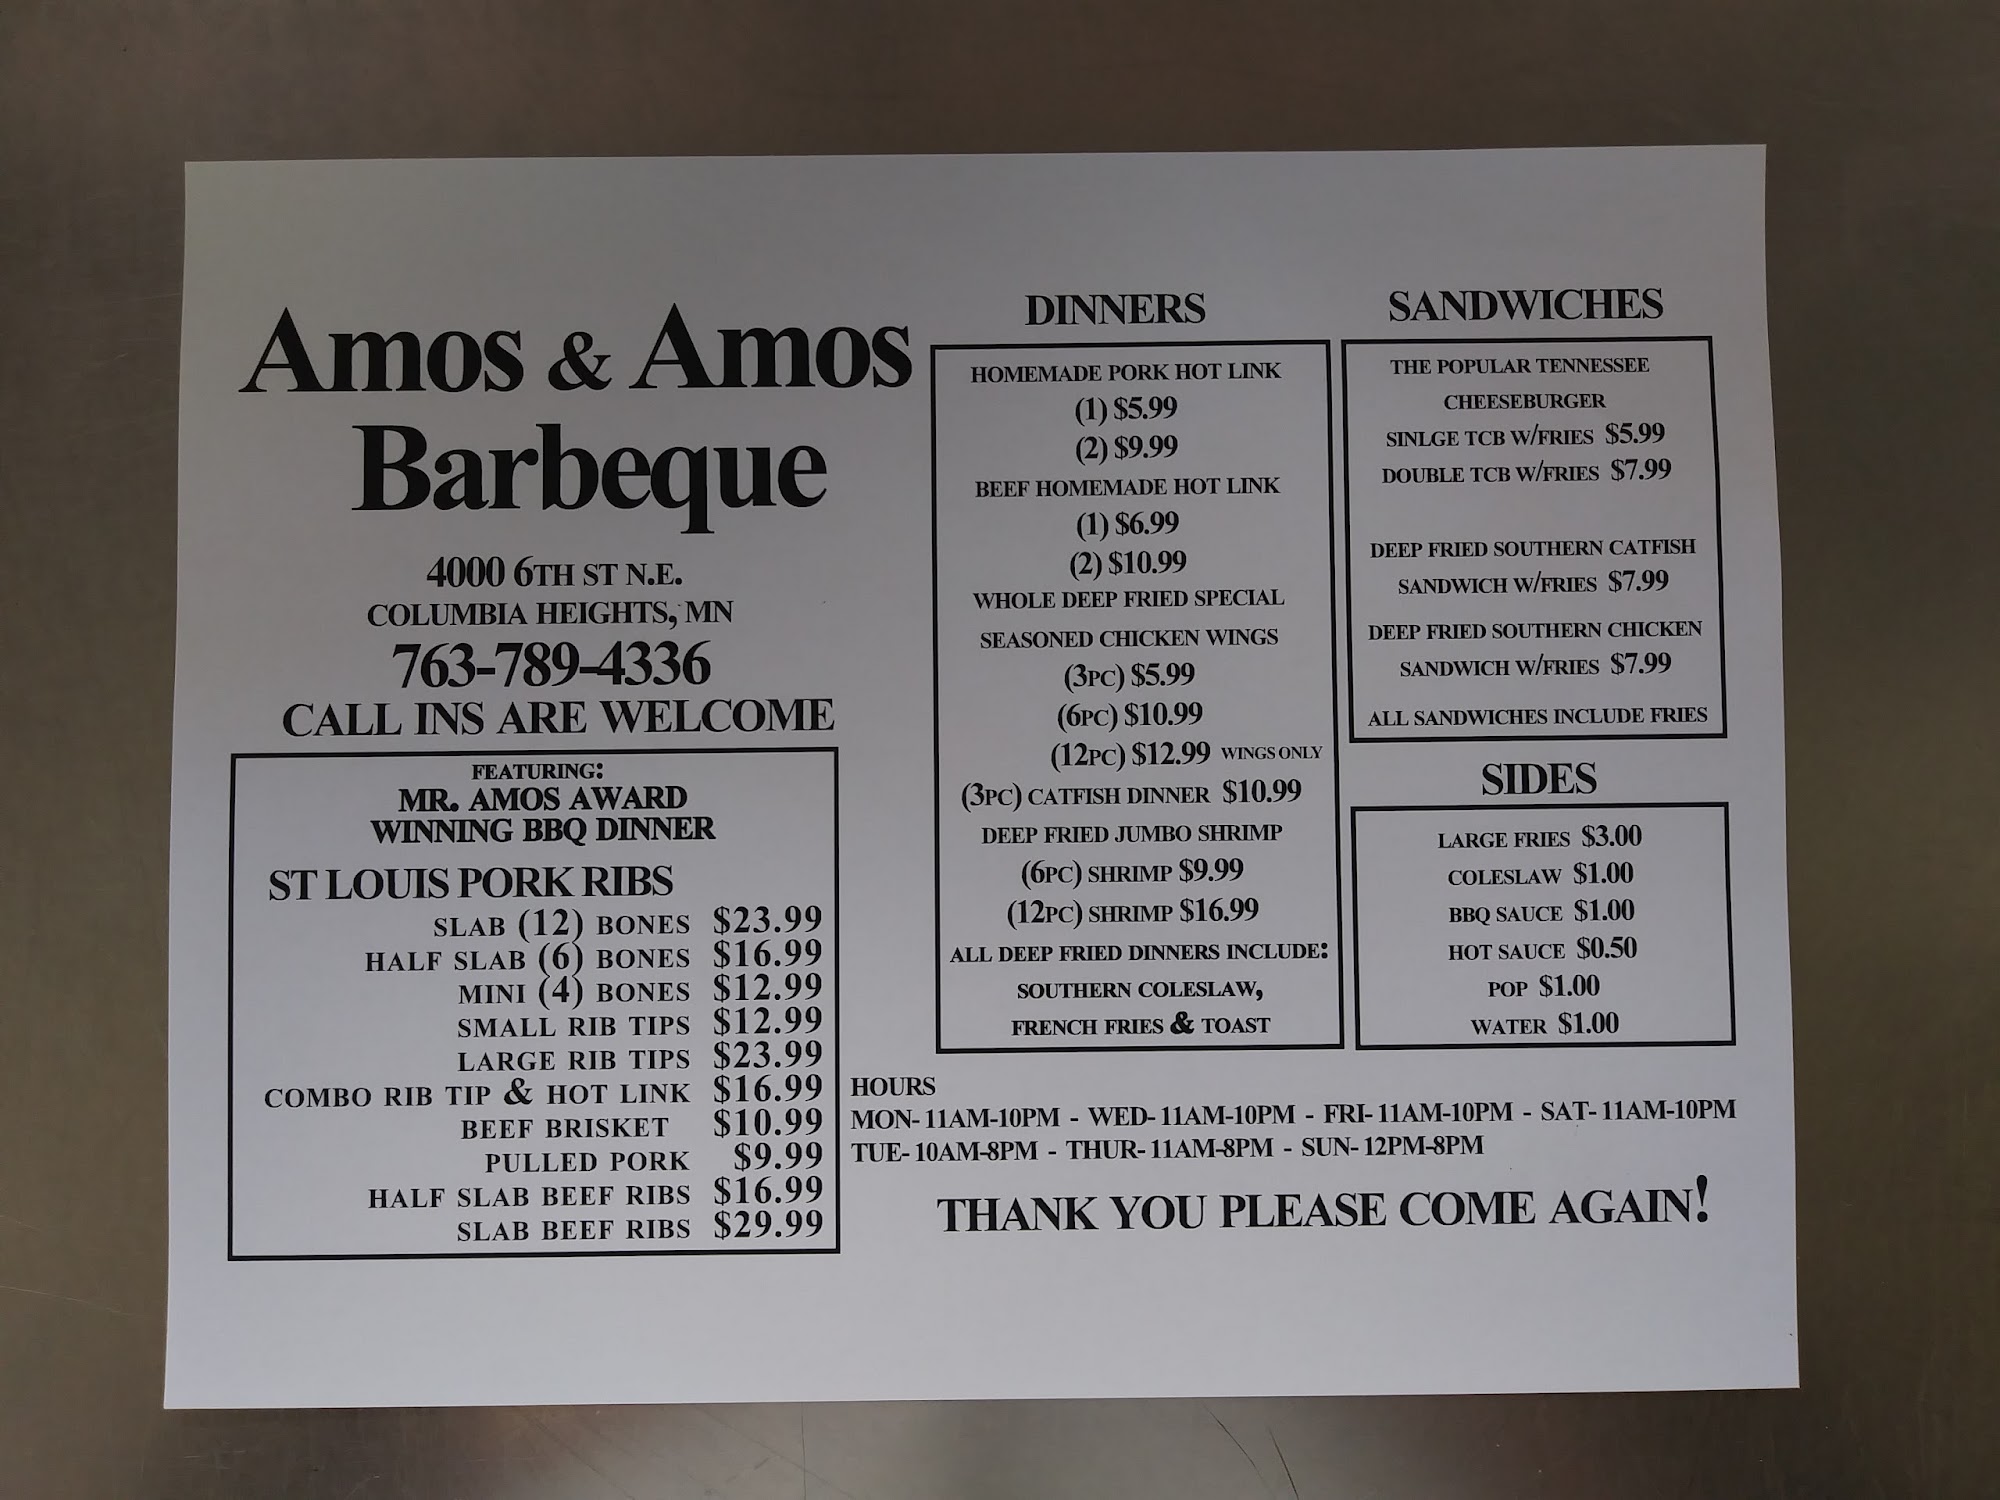 Amos & Amos
Barbeque
4000 6TH ST N.E.
COLUMBIA HEIGHTS, MN
763-789-4336
CALL INS ARE WELCOME
FEATURING:
MR. AMOS AWARD
WINNING BBQ DINNER
ST LOUIS PORK RIBS
SLAB (12) BONES $23.99
HALF SLAB (6) BONES $16.99
MINI (4) BONES $12.99
SMALL RIB TIPS $12.99
LARGE RIB TIPS $23.99
COMBO RIB TIP & HOT LINK $16.99
BEEF BRISKET $10.99
PULLED PORK $9.99
HALF SLAB BEEF RIBS $16.99
SLAB BEEF RIBS $29.99
DINNERS
HOMEMADE PORK HOT LINK
(1) $5.99
(2) $9.99
BEEF HOMEMADE HOT LINK
(1) $6.99
(2) $10.99
WHOLE DEEP FRIED SPECIAL
SEASONED CHICKEN WINGS
(3PC) $5.99
(6PC) $10.99
(12PC) $12.99 WINGS ONLY
(3PC) CATFISH DINNER $10.99
DEEP FRIED JUMBO SHRIMP
(6PC) SHRIMP $9.99
(12PC) SHRIMP $16.99
ALL DEEP FRIED DINNERS INCLUDE:
SOUTHERN COLESLAW,
FRENCH FRIES & TOAST
SANDWICHES
THE POPULAR TENNESSEE
CHEESEBURGER
SINLGE TCB W/FRIES $5.99
DOUBLE TCB W/FRIES $7.99
DEEP FRIED SOUTHERN CATFISH
SANDWICH W/FRIES $7.99
DEEP FRIED SOUTHERN CHICKEN
SANDWICH W/FRIES $7.99
ALL SANDWICHES INCLUDE FRIES
SIDES
LARGE FRIES $3.00
COLESLAW $1.00
BBQ SAUCE $1.00
HOT SAUCE $0.50
POP $1.00
WATER $1.00
HOURS
MON- 11AM-10PM - WED- 11AM-10PM - FRI- 11AM-10PM - SAT- 11AM-10PM
TUE- 10AM-8PM - THUR- 11AM-8PM - SUN- 12PM-8PM
THANK YOU PLEASE COME AGAIN!